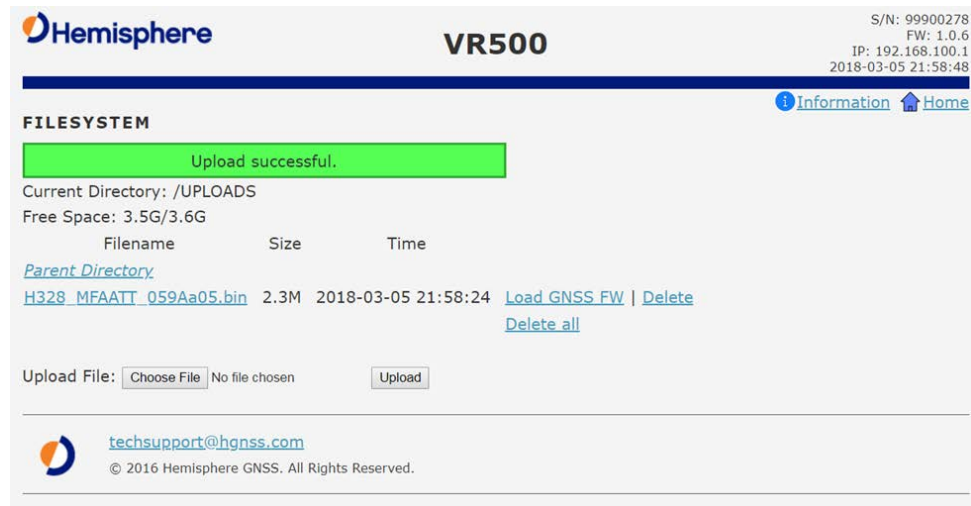 Hemisphere
VR500
S/N: 99900278
FW: 1.0.6
IP: 192.168.100.1
2018-03-05 21:58:48
Information Home
FILESYSTEM
Upload successful.
Current Directory: /UPLOADS
Free Space: 3.5G/3.6G
Filename Size Time
Parent Directory
H328_MFAATT_059Aa05.bin 2.3M 2018-03-05 21:58:24 Load GNSS FW | Delete
Delete all
Upload File: Choose File No file chosen Upload
techsupport@hgnss.com
© 2016 Hemisphere GNSS. All Rights Reserved.